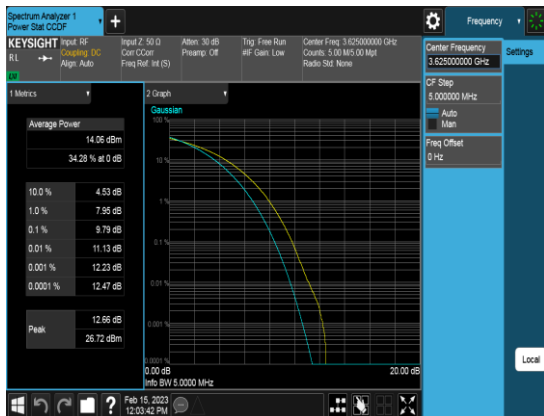 Spectrum Analyzer 1
Power Stat CCDF
+
Frequency
KEYSIGHT
RL
Input: RF
Coupling: DC
Align: Auto
Input Z: 50 Ω
Corr CCorr
Freq Ref: Int (S)
Atten: 30 dB
Preamp: Off
Trig: Free Run
#IF Gain: Low
Center Freq: 3.625000000 GHz
Counts: 5.00 M/5.00 Mpt
Radio Std: None
1 Metrics
Average Power
14.06 dBm
34.28 % at 0 dB
10.0 % 4.53 dB
1.0 % 7.95 dB
0.1 % 9.79 dB
0.01 % 11.13 dB
0.001 % 12.23 dB
0.0001 % 12.47 dB
Peak
12.66 dB
26.72 dBm
2 Graph
Gaussian
100 %
10 %
1 %
0.1 %
0.01 %
0.001 %
0.0001 %
0.00 dB 20.00 dB
Info BW 5.0000 MHz
Center Frequency
3.625000000 GHz
CF Step
5.000000 MHz
Auto
Man
Freq Offset
0 Hz
Settings
Local
?
Feb 15, 2023
12:03:42 PM